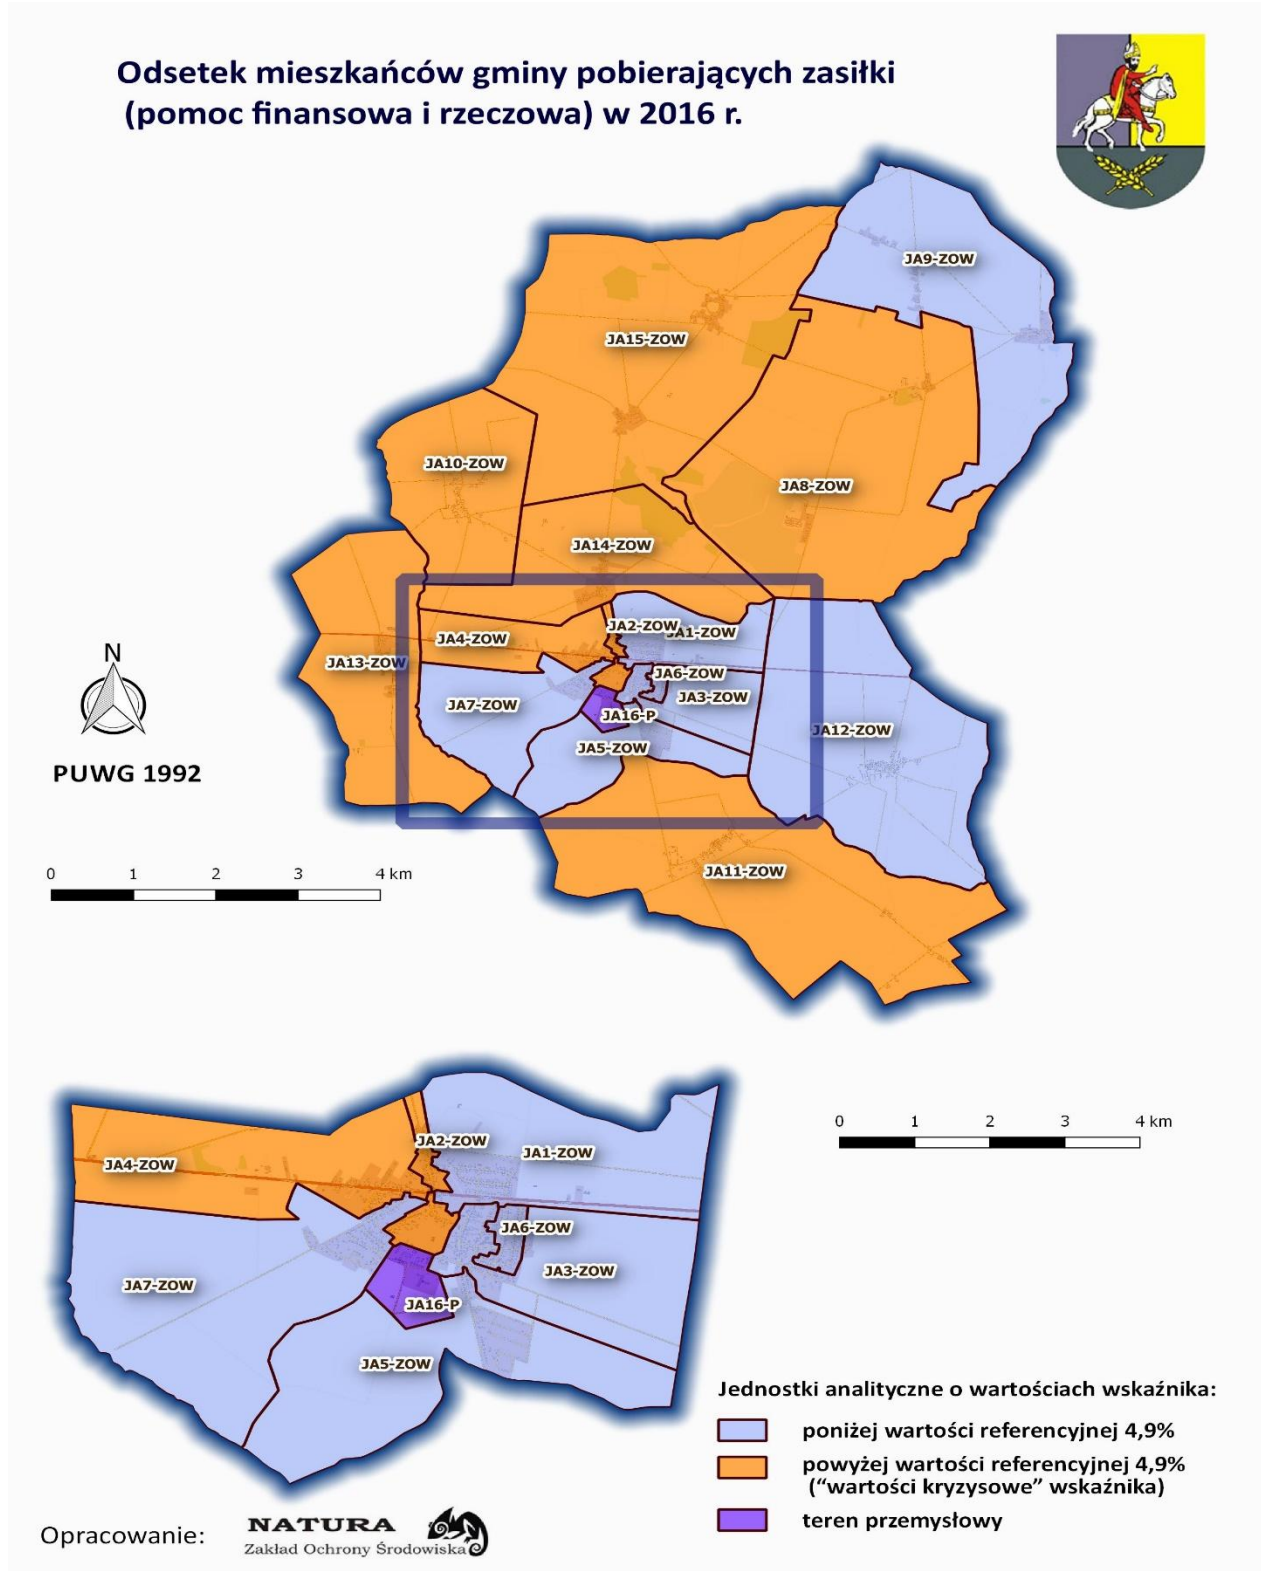 Odsetek mieszkańców gminy pobierających zasiłki
(pomoc finansowa i rzeczowa) w 2016 r.
JA9-ZOW
JA15-ZOW
JA10-ZOW
JA8-ZOW
JA14-ZOW
JA2-ZOW
JA1-ZOW
JA4-ZOW
JA13-ZOW
JA6-ZOW
JA3-ZOW
JA7-ZOW
JA16-P
JA12-ZOW
JA5-ZOW
JA11-ZOW
N
PUWG 1992
0 1 2 3 4 km
JA2-ZOW
JA1-ZOW
JA4-ZOW
JA6-ZOW
JA3-ZOW
JA7-ZOW
JA16-P
JA5-ZOW
0 1 2 3 4 km
Jednostki analityczne o wartościach wskaźnika:
poniżej wartości referencyjnej 4,9%
powyżej wartości referencyjnej 4,9%
("wartości kryzysowe" wskaźnika)
teren przemysłowy
Opracowanie:
NATURA
Zakład Ochrony Środowiska